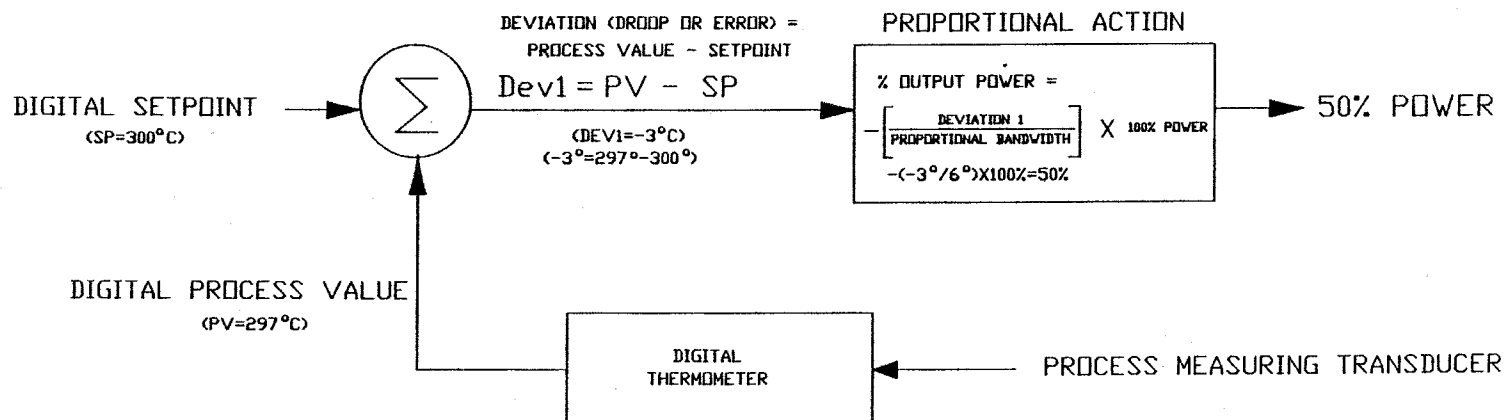 DEVIATION (DROOP OR ERROR) =
PROCESS VALUE - SETPOINT
Dev1 = PV - SP
(DEV1=-3°C)
(-3°=297°-300°)
DIGITAL SETPOINT
(SP=300°C)
Σ
PROPORTIONAL ACTION
% OUTPUT POWER =
-[DEVIATION 1
PROPORTIONAL BANDWIDTH] X 100% POWER
-(-3°/6°)X100%=50%
50% POWER
DIGITAL PROCESS VALUE
(PV=297°C)
DIGITAL
THERMOMETER
PROCESS MEASURING TRANSDUCER